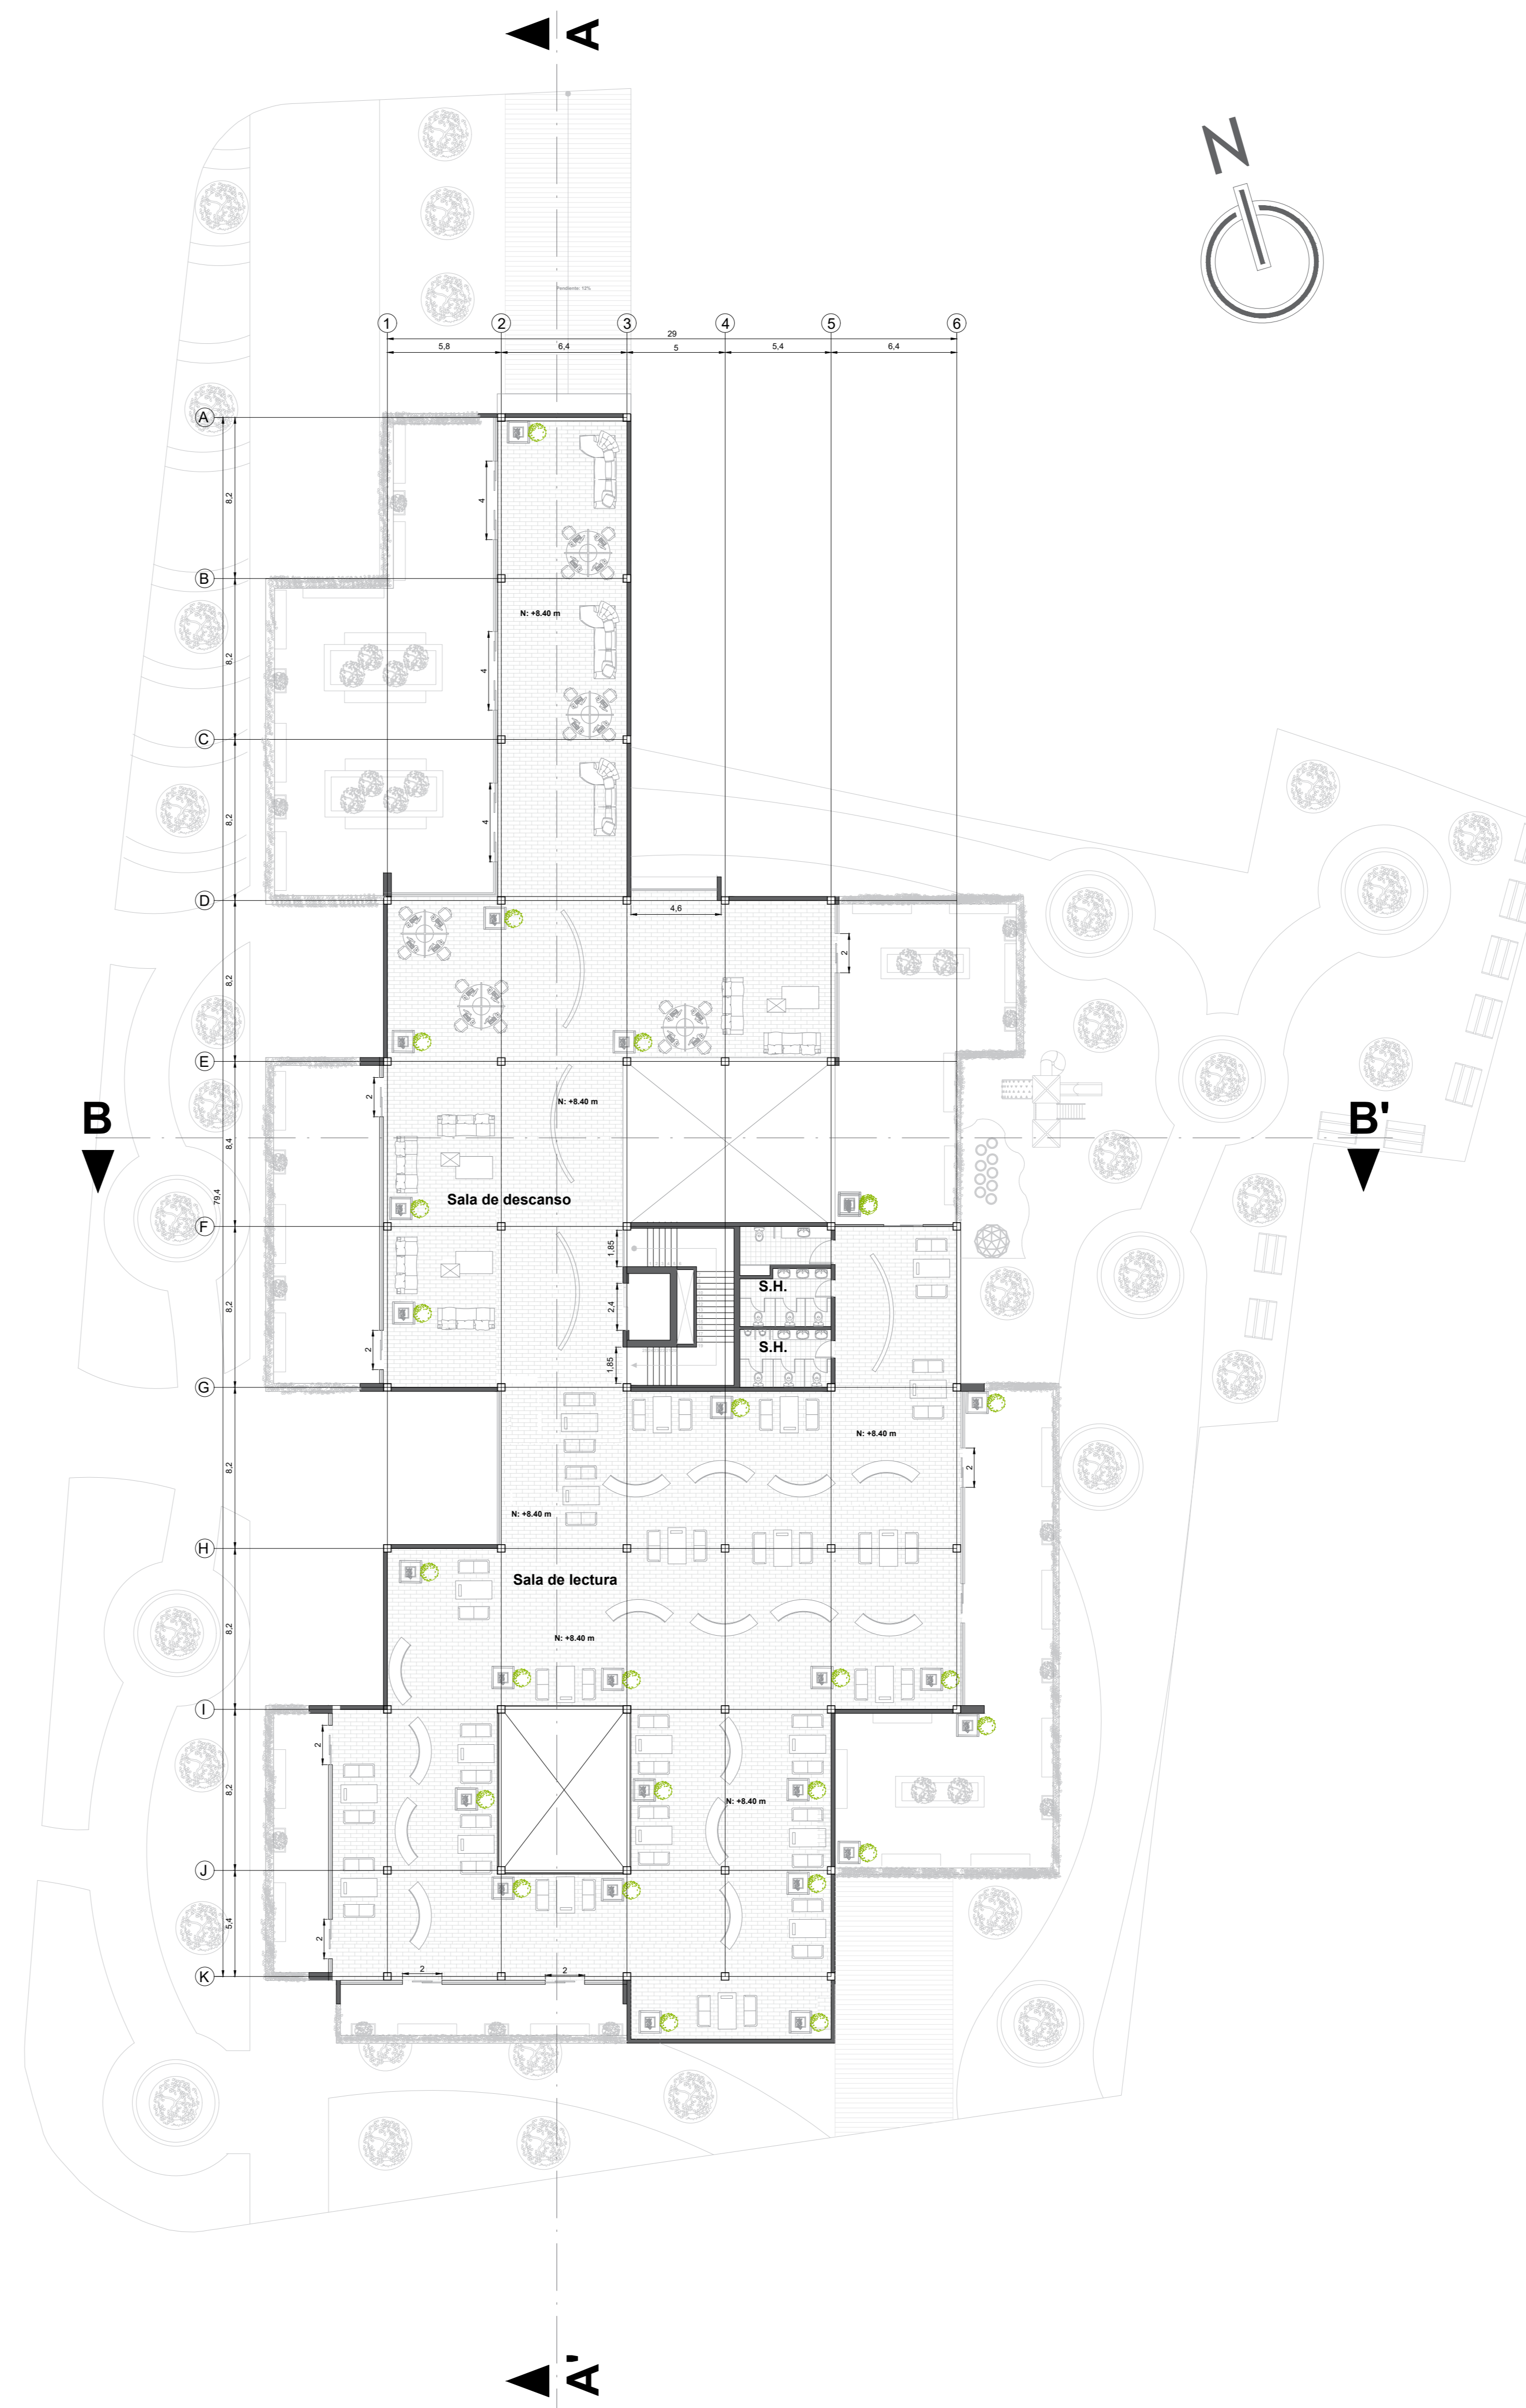 A
N
Pendiente: 12%
1
2
3
4
5
6
29
5,8
6,4
5
5,4
6,4
A
8,2
4
B
N: +8.40 m
8,2
4
C
8,2
4
D
4,6
8,2
2
E
2
N: +8.40 m
B
B'
8,4
79,4
Sala de descanso
F
1,85
8,2
2,4
S.H.
2
1,85
S.H.
G
N: +8.40 m
8,2
2
N: +8.40 m
H
Sala de lectura
8,2
N: +8.40 m
I
2
8,2
N: +8.40 m
J
5,4
2
K
2
2
A'